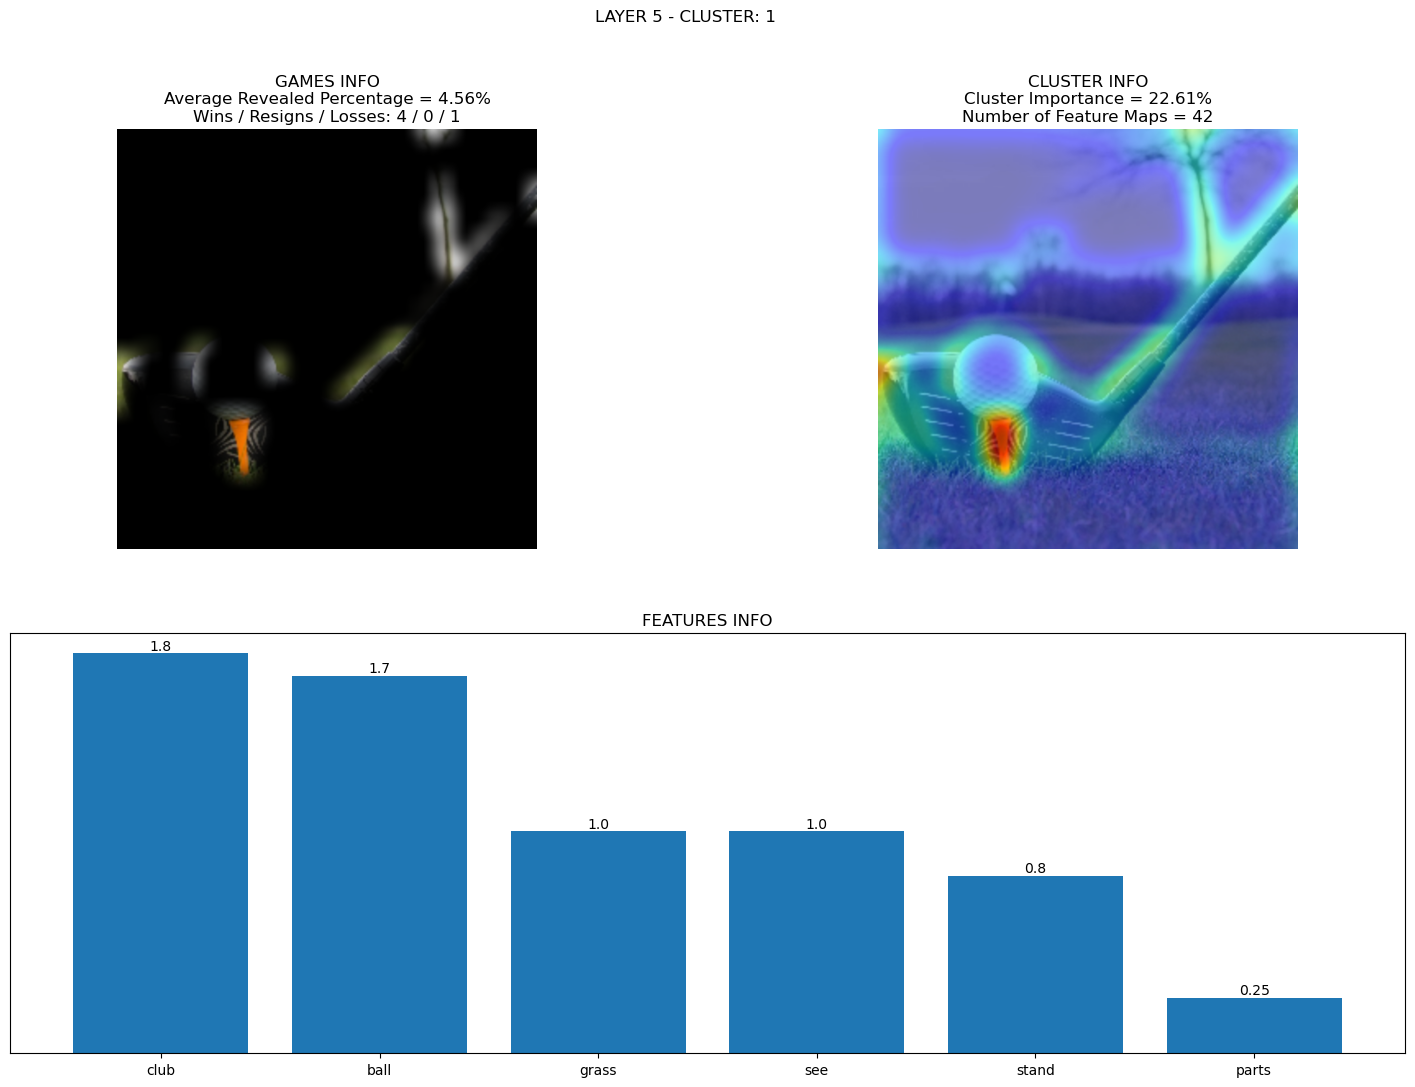 LAYER 5 - CLUSTER: 1
GAMES INFO
Average Revealed Percentage = 4.56%
Wins / Resigns / Losses: 4 / 0 / 1
CLUSTER INFO
Cluster Importance = 22.61%
Number of Feature Maps = 42
FEATURES INFO
1.8
1.7
1.0
1.0
0.8
0.25
club
ball
grass
see
stand
parts